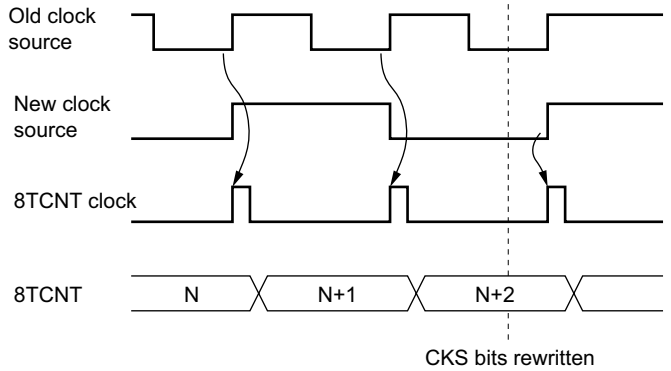 Old clock
source
New clock
source
8TCNT clock
8TCNT
N
N+1
N+2
CKS bits rewritten